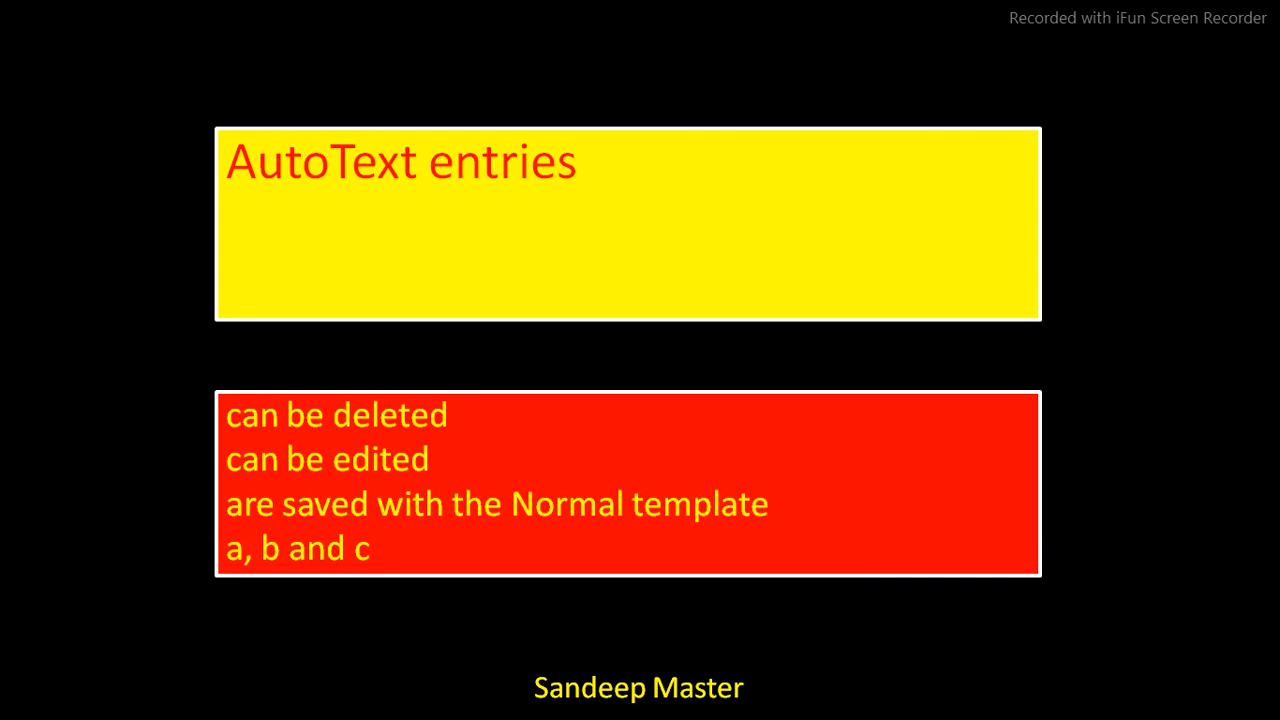 Recorded with iFun Screen Recorder
AutoText entries
can be deleted
can be edited
are saved with the Normal template
a, b and c
Sandeep Master